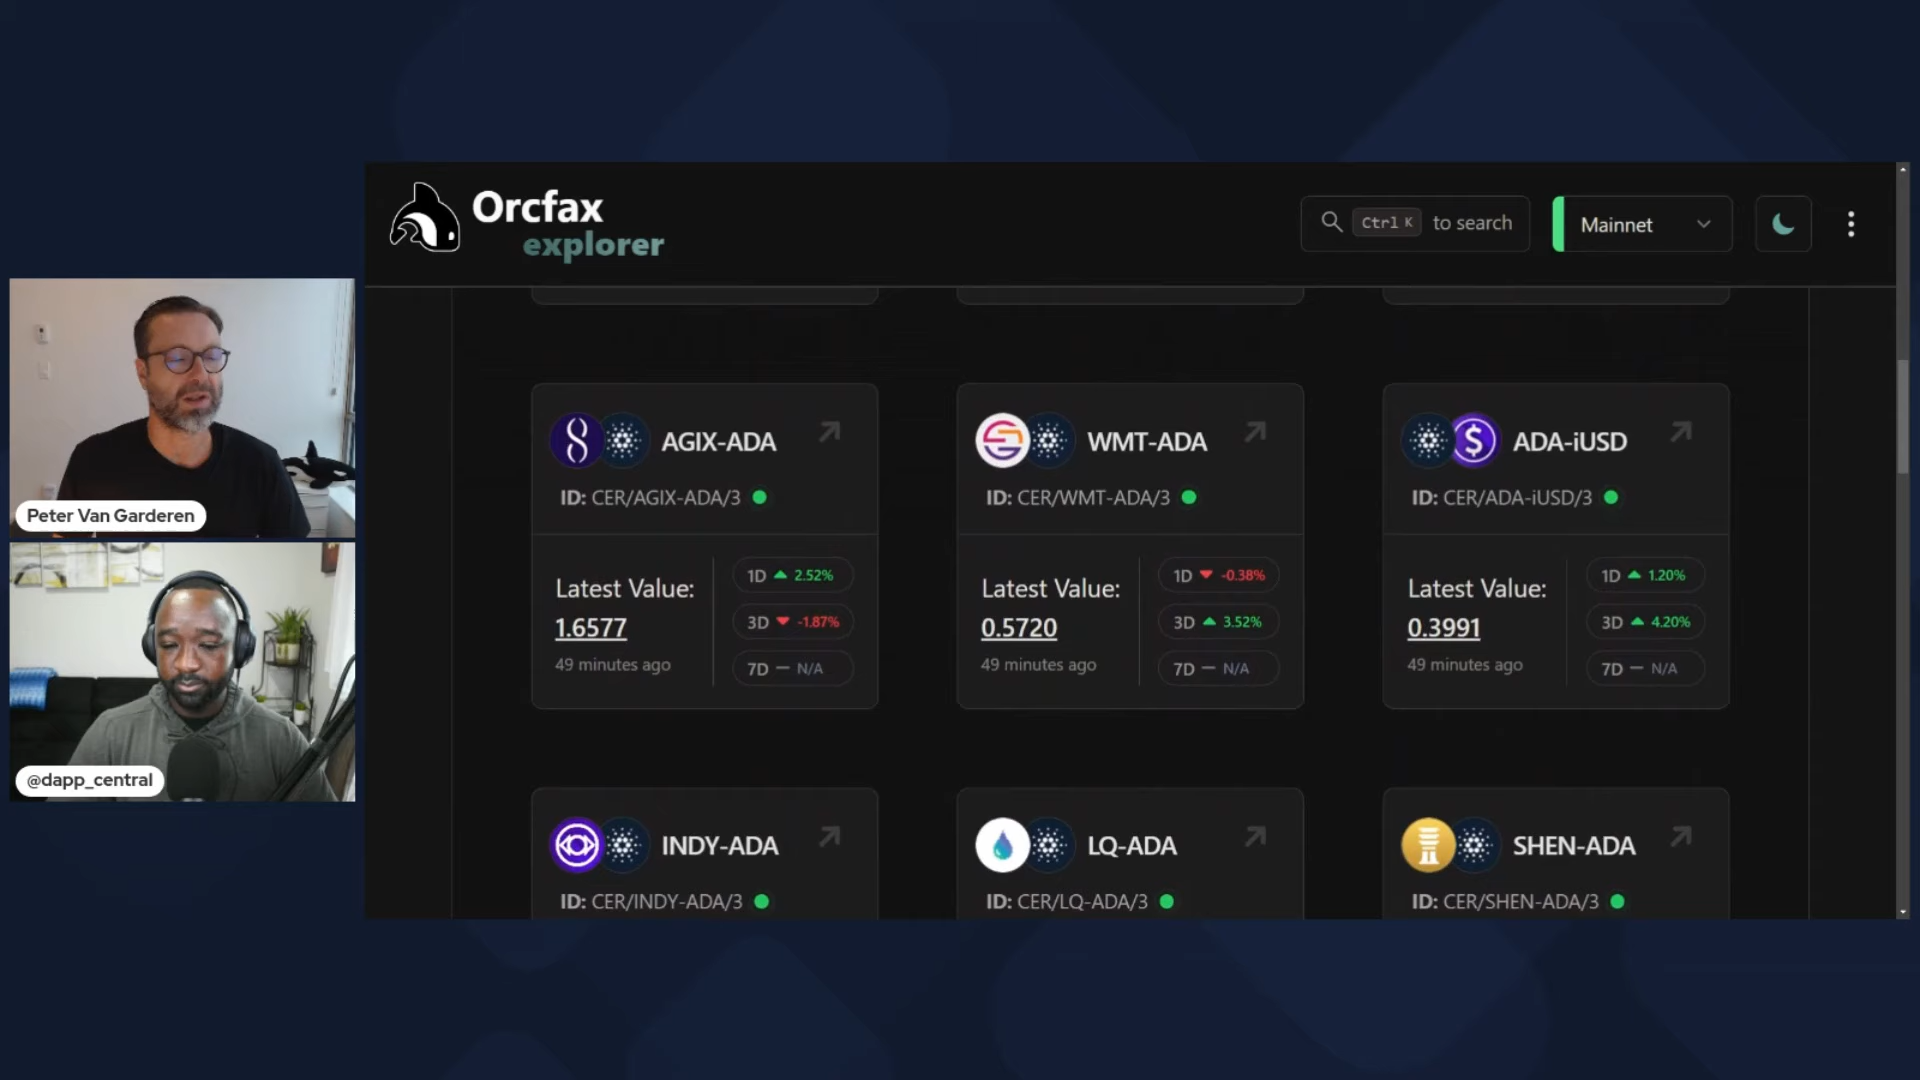 Orcfax
explorer
Ctrl K to search
Mainnet
AGIX-ADA
ID: CER/AGIX-ADA/3
Latest Value:
1.6577
49 minutes ago
1D 2.52%
3D -1.87%
7D — N/A
WMT-ADA
ID: CER/WMT-ADA/3
Latest Value:
0.5720
49 minutes ago
1D -0.38%
3D 3.52%
7D — N/A
ADA-iUSD
ID: CER/ADA-iUSD/3
Latest Value:
0.3991
49 minutes ago
1D 1.20%
3D 4.20%
7D — N/A
INDY-ADA
ID: CER/INDY-ADA/3
LQ-ADA
ID: CER/LQ-ADA/3
SHEN-ADA
ID: CER/SHEN-ADA/3
Peter Van Garderen
@dapp_central